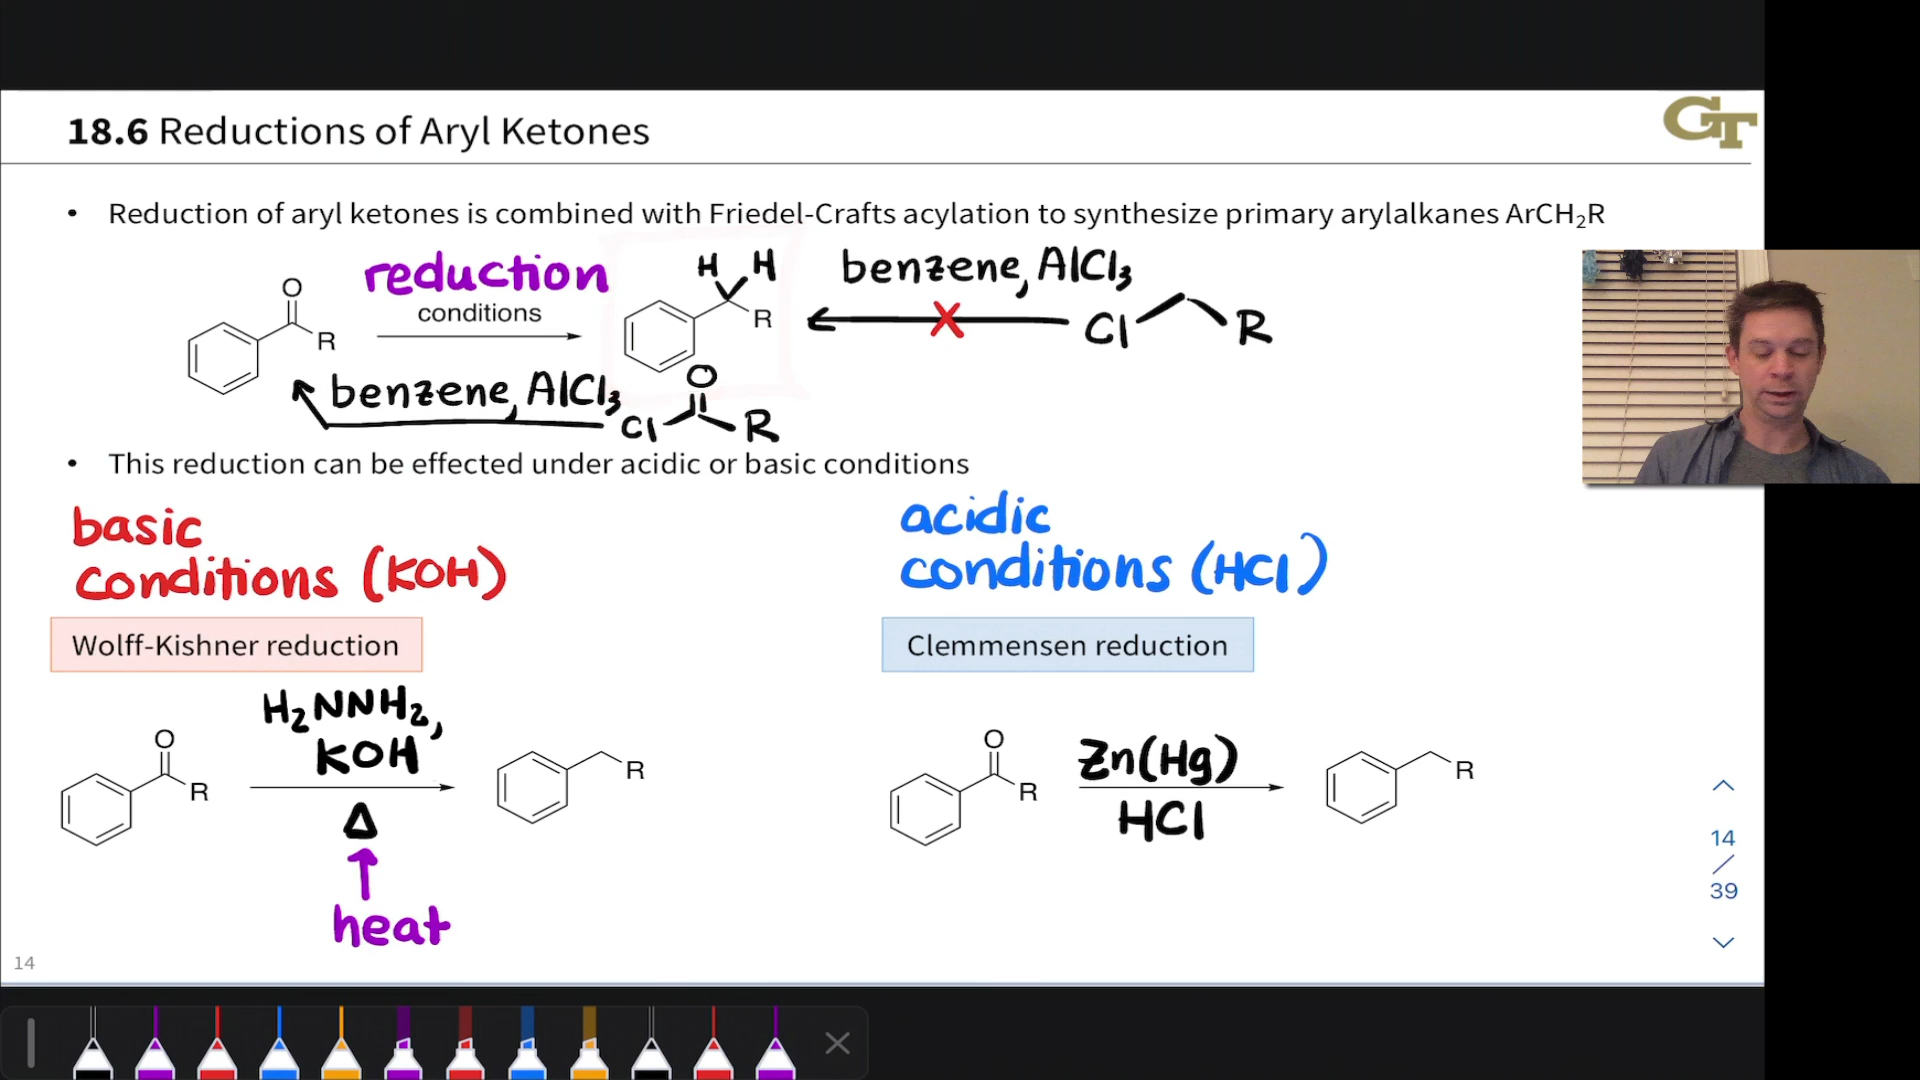 18.6 Reductions of Aryl Ketones
GT
• Reduction of aryl ketones is combined with Friedel-Crafts acylation to synthesize primary arylalkanes ArCH₂R
reduction
conditions
O
R
H H
R
benzene, AlCl₃
X
Cl R
benzene, AlCl₃
O
Cl R
• This reduction can be effected under acidic or basic conditions
basic
conditions (KOH)
Wolff-Kishner reduction
O
R
H₂NNH₂,
KOH
Δ
heat
R
acidic
conditions (HCl)
Clemmensen reduction
O
R
Zn(Hg)
HCl
R
14
/
39
14